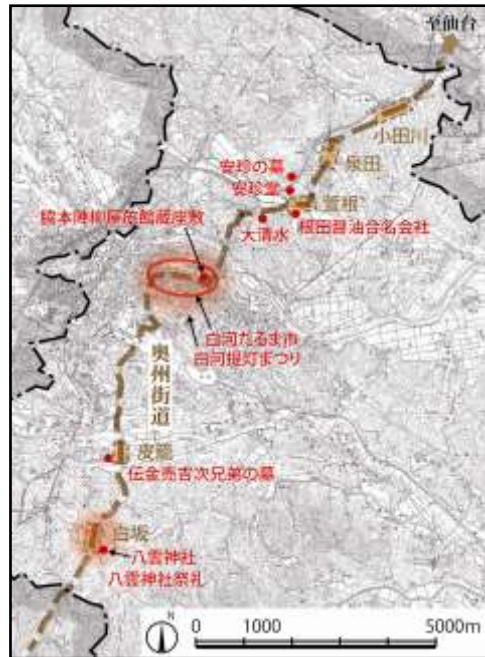 至仙台
小田川
泉田
安珍の墓
安珍堂
萱根
根田醤油合名会社
大清水
脇本陣柳屋旅館蔵座敷
白河だるま市
白河提灯まつり
奥州街道
皮籠
伝金売吉次兄弟の墓
白坂
八雲神社
八雲神社祭礼
N
0 1000 5000m